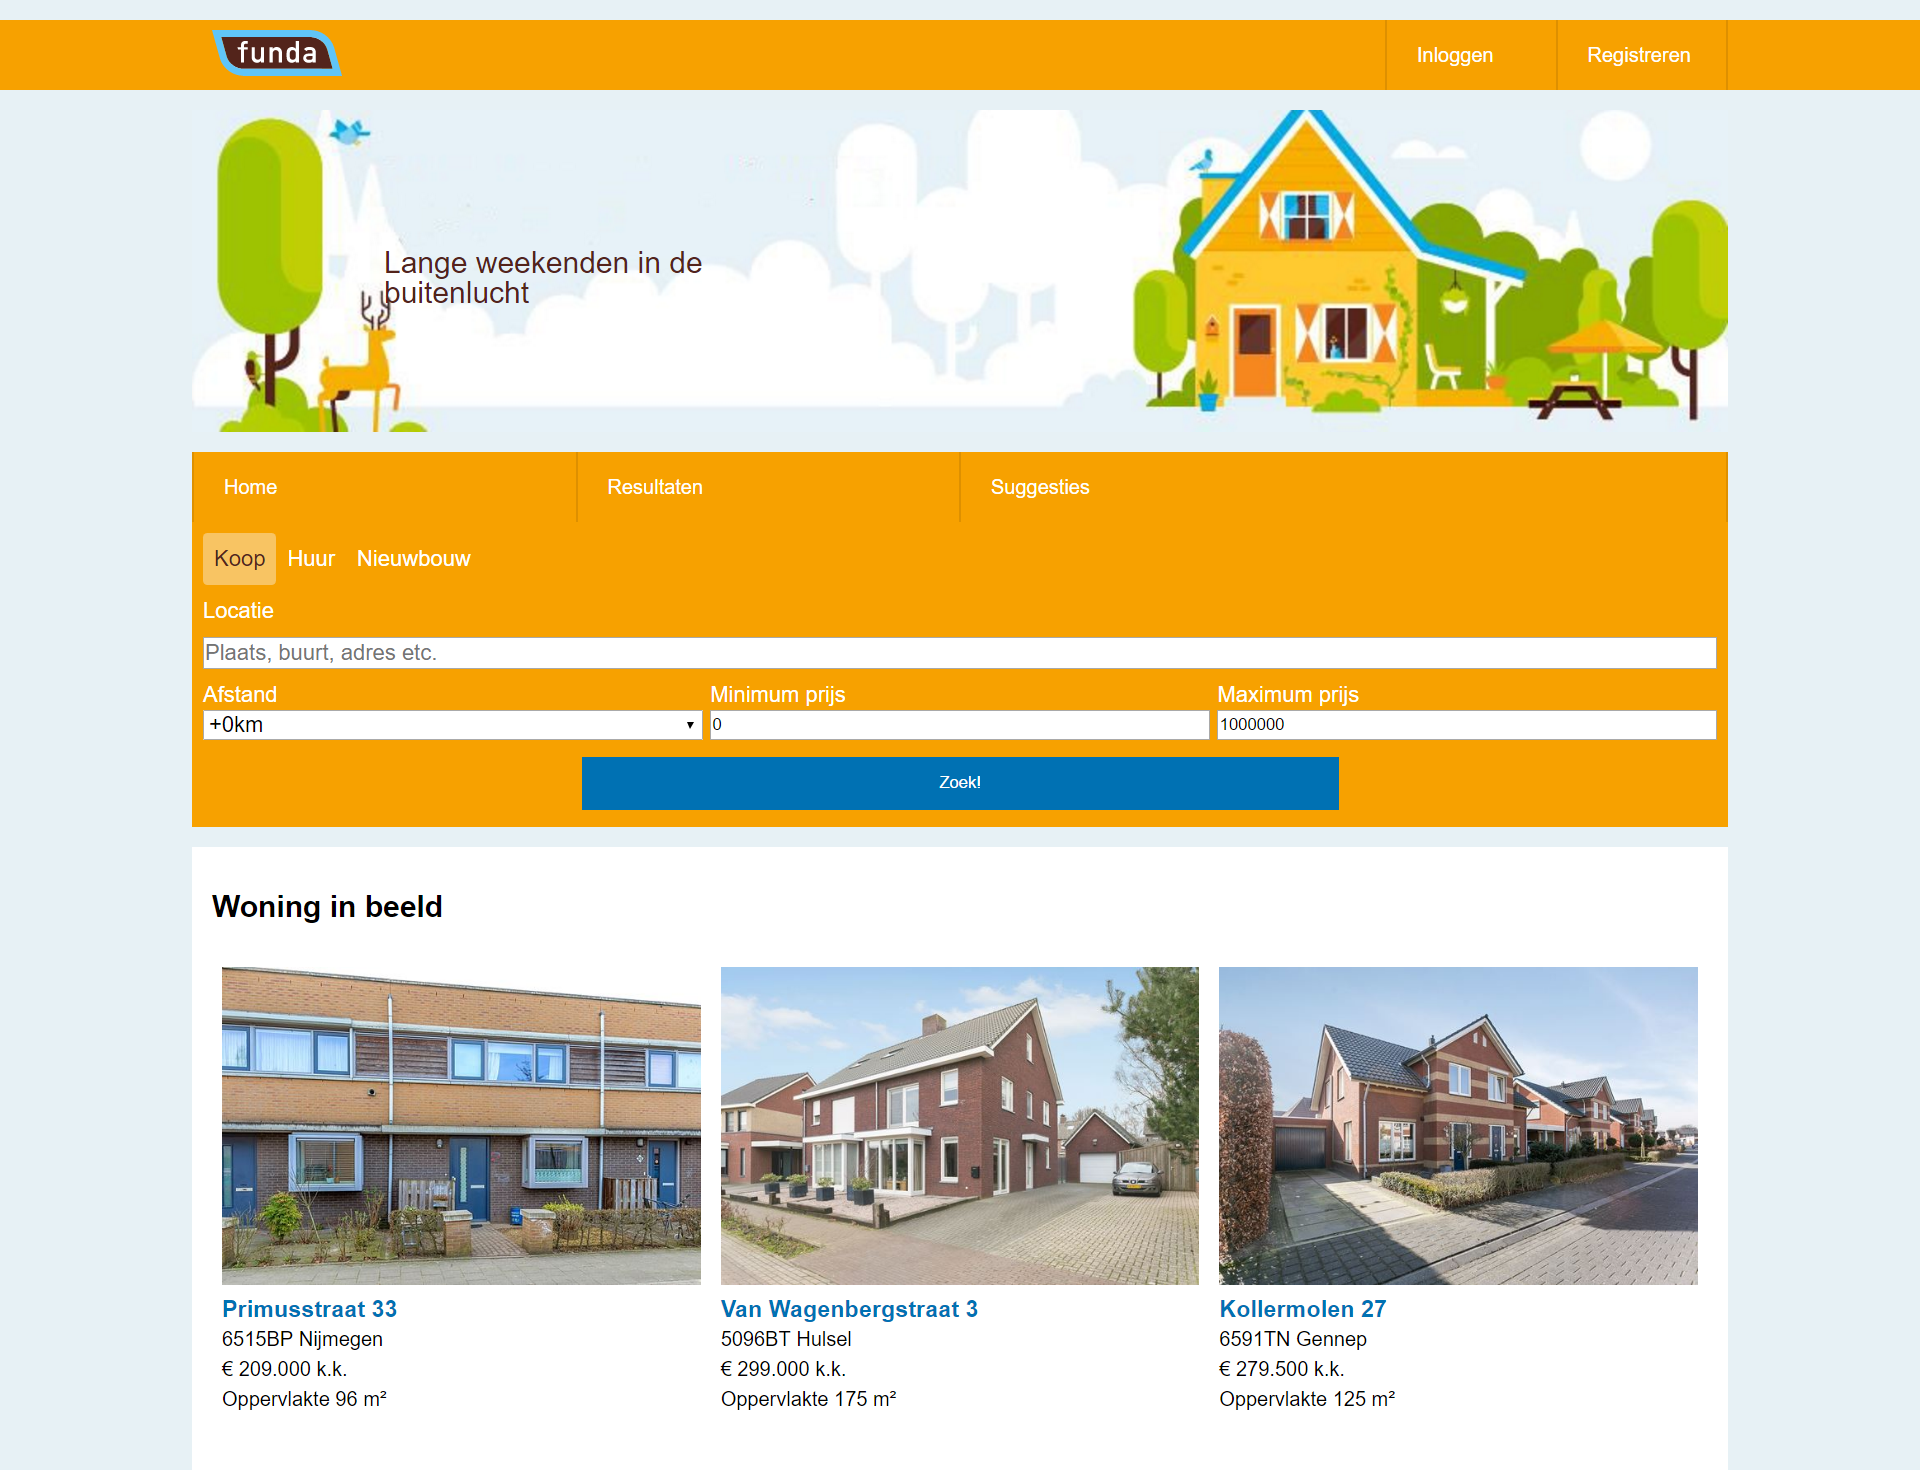 funda
Inloggen
Registreren
Lange weekenden in de
buitenlucht
Home
Resultaten
Suggesties
Koop
Huur
Nieuwbouw
Locatie
Plaats, buurt, adres etc.
Afstand
Minimum prijs
Maximum prijs
+0km
0
1000000
Zoek!
Woning in beeld
Primusstraat 33
6515BP Nijmegen
€ 209.000 k.k.
Oppervlakte 96 m²
Van Wagenbergstraat 3
5096BT Hulsel
€ 299.000 k.k.
Oppervlakte 175 m²
Kollermolen 27
6591TN Gennep
€ 279.500 k.k.
Oppervlakte 125 m²